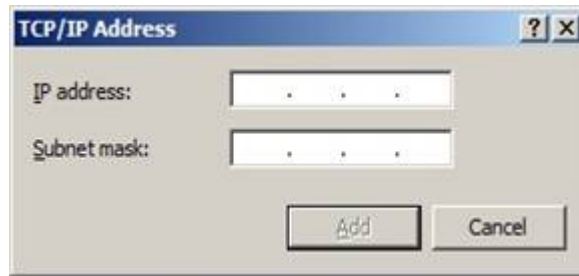 TCP/IP Address ? X
IP address: . . .
Subnet mask: . . .
Add Cancel